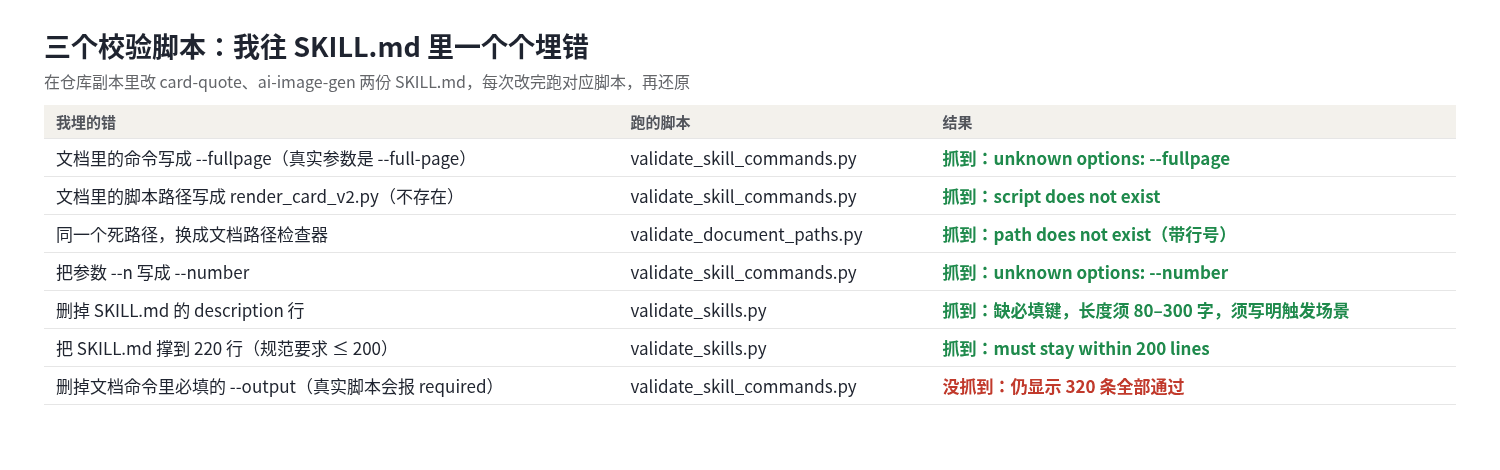 三个校验脚本：我往 SKILL.md 里一个个埋错
在仓库副本里改 card-quote、ai-image-gen 两份 SKILL.md，每次改完跑对应脚本，再还原
我埋的错 跑的脚本 结果
文档里的命令写成 --fullpage（真实参数是 --full-page） validate_skill_commands.py 抓到：unknown options: --fullpage
文档里的脚本路径写成 render_card_v2.py（不存在） validate_skill_commands.py 抓到：script does not exist
同一个死路径，换成文档路径检查器 validate_document_paths.py 抓到：path does not exist（带行号）
把参数 --n 写成 --number validate_skill_commands.py 抓到：unknown options: --number
删掉 SKILL.md 的 description 行 validate_skills.py 抓到：缺必填键，长度须 80–300 字，须写明触发场景
把 SKILL.md 撑到 220 行（规范要求 ≤ 200） validate_skills.py 抓到：must stay within 200 lines
删掉文档命令里必填的 --output（真实脚本会报 required） validate_skill_commands.py 没抓到：仍显示 320 条全部通过